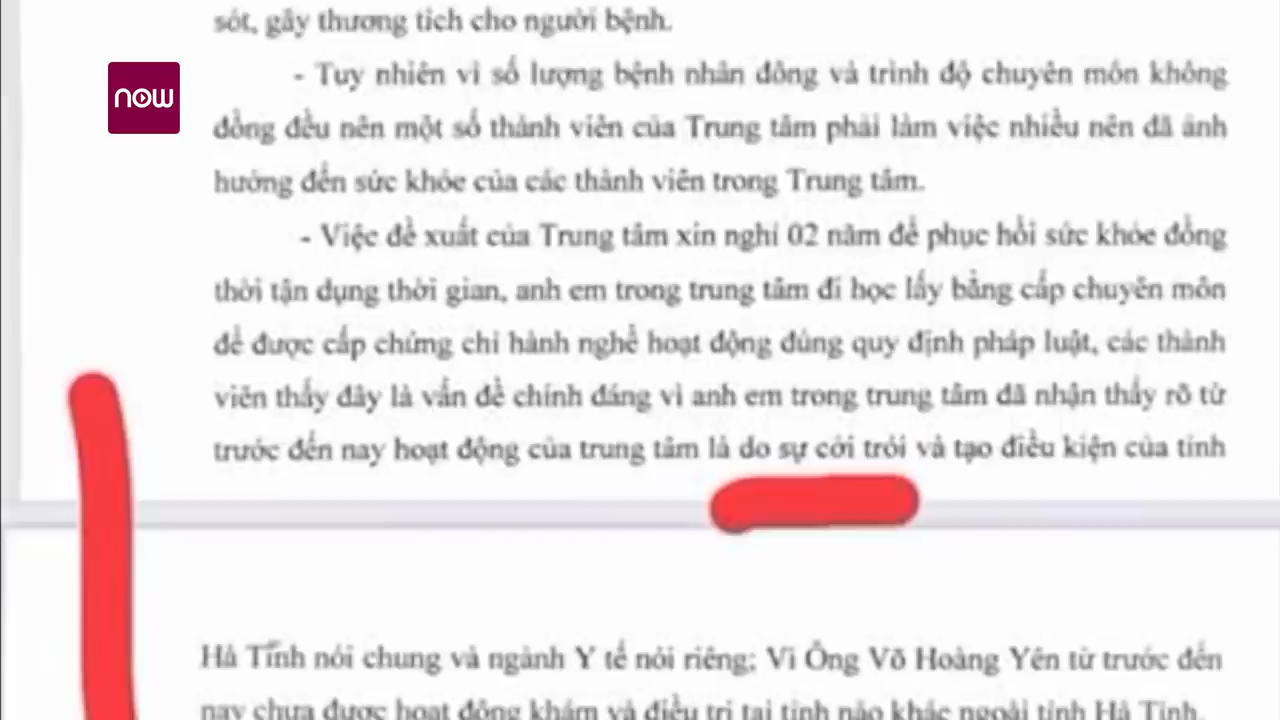 sót, gây thương tích cho người bệnh.
now
- Tuy nhiên vì số lượng bệnh nhân đông và trình độ chuyên môn không
đồng đều nên một số thành viên của Trung tâm phải làm việc nhiều nên đã ảnh
hưởng đến sức khỏe của các thành viên trong Trung tâm.
- Việc đề xuất của Trung tâm xin nghỉ 02 năm để phục hồi sức khỏe đồng
thời tận dụng thời gian, anh em trong trung tâm đi học lấy bằng cấp chuyên môn
để được cấp chứng chỉ hành nghề hoạt động đúng quy định pháp luật, các thành
viên thấy đây là vấn đề chính đáng vì anh em trong trung tâm đã nhận thấy rõ từ
trước đến nay hoạt động của trung tâm là do sự cởi trói và tạo điều kiện của tỉnh
Hà Tĩnh nói chung và ngành Y tế nói riêng; Vì Ông Võ Hoàng Yên từ trước đến
nay chưa được hoạt động khám và điều trị tại tỉnh nào khác ngoài tỉnh Hà Tĩnh.